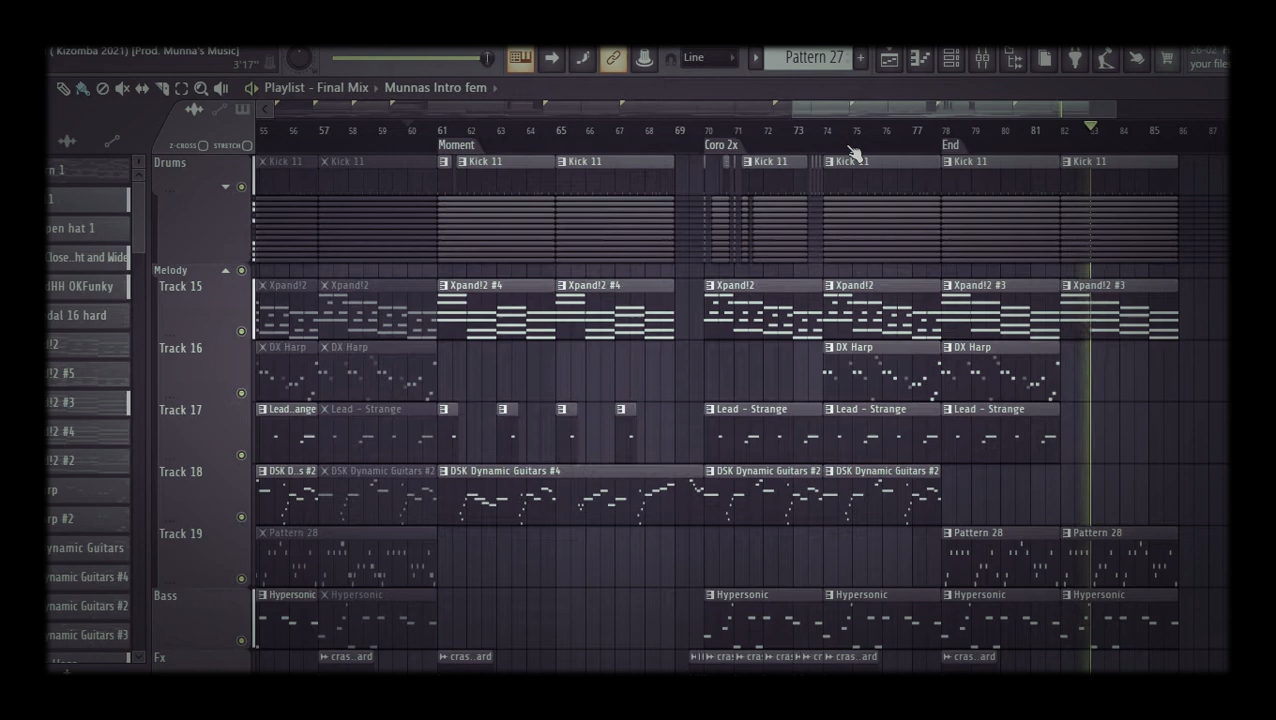 ( Kizomba 2021) [Prod. Munna's Music]
3'17"
Line
Pattern 27
26-02
your files
Playlist - Final Mix
Munnas Intro fem
Z-CROSS
STRETCH
55 56 57 58 59 60 61 62 63 64 65 66 67 68 69 70 71 72 73 74 75 76 77 78 79 80 81 82 83 84 85 86 87
Moment
Coro 2x
End
Drums
Kick 11
Kick 11
Kick 11
Kick 11
Kick 11
Kick 11
Kick 11
Kick 11
Melody
Track 15
Xpand!2
Xpand!2
Xpand!2 #4
Xpand!2 #4
Xpand!2
Xpand!2
Xpand!2 #3
Xpand!2 #3
Track 16
DX Harp
DX Harp
DX Harp
DX Harp
Track 17
Lead..ange
Lead - Strange
Lead - Strange
Lead - Strange
Lead - Strange
Track 18
DSK D..s #2
DSK Dynamic Guitars #2
DSK Dynamic Guitars #4
DSK Dynamic Guitars #2
DSK Dynamic Guitars #2
Track 19
Pattern 28
Pattern 28
Pattern 28
Bass
Hypersonic
Hypersonic
Hypersonic
Hypersonic
Hypersonic
Hypersonic
Fx
cras..ard
cras..ard
cras..ard
cras..ard
n 1
1
pen hat 1
Close..ht and Wide
dHH OKFunky
dal 16 hard
d!2
!2 #5
!2 #3
!2 #4
!2 #2
rp
rp #2
ynamic Guitars
ynamic Guitars #4
ynamic Guitars #2
ynamic Guitars #3